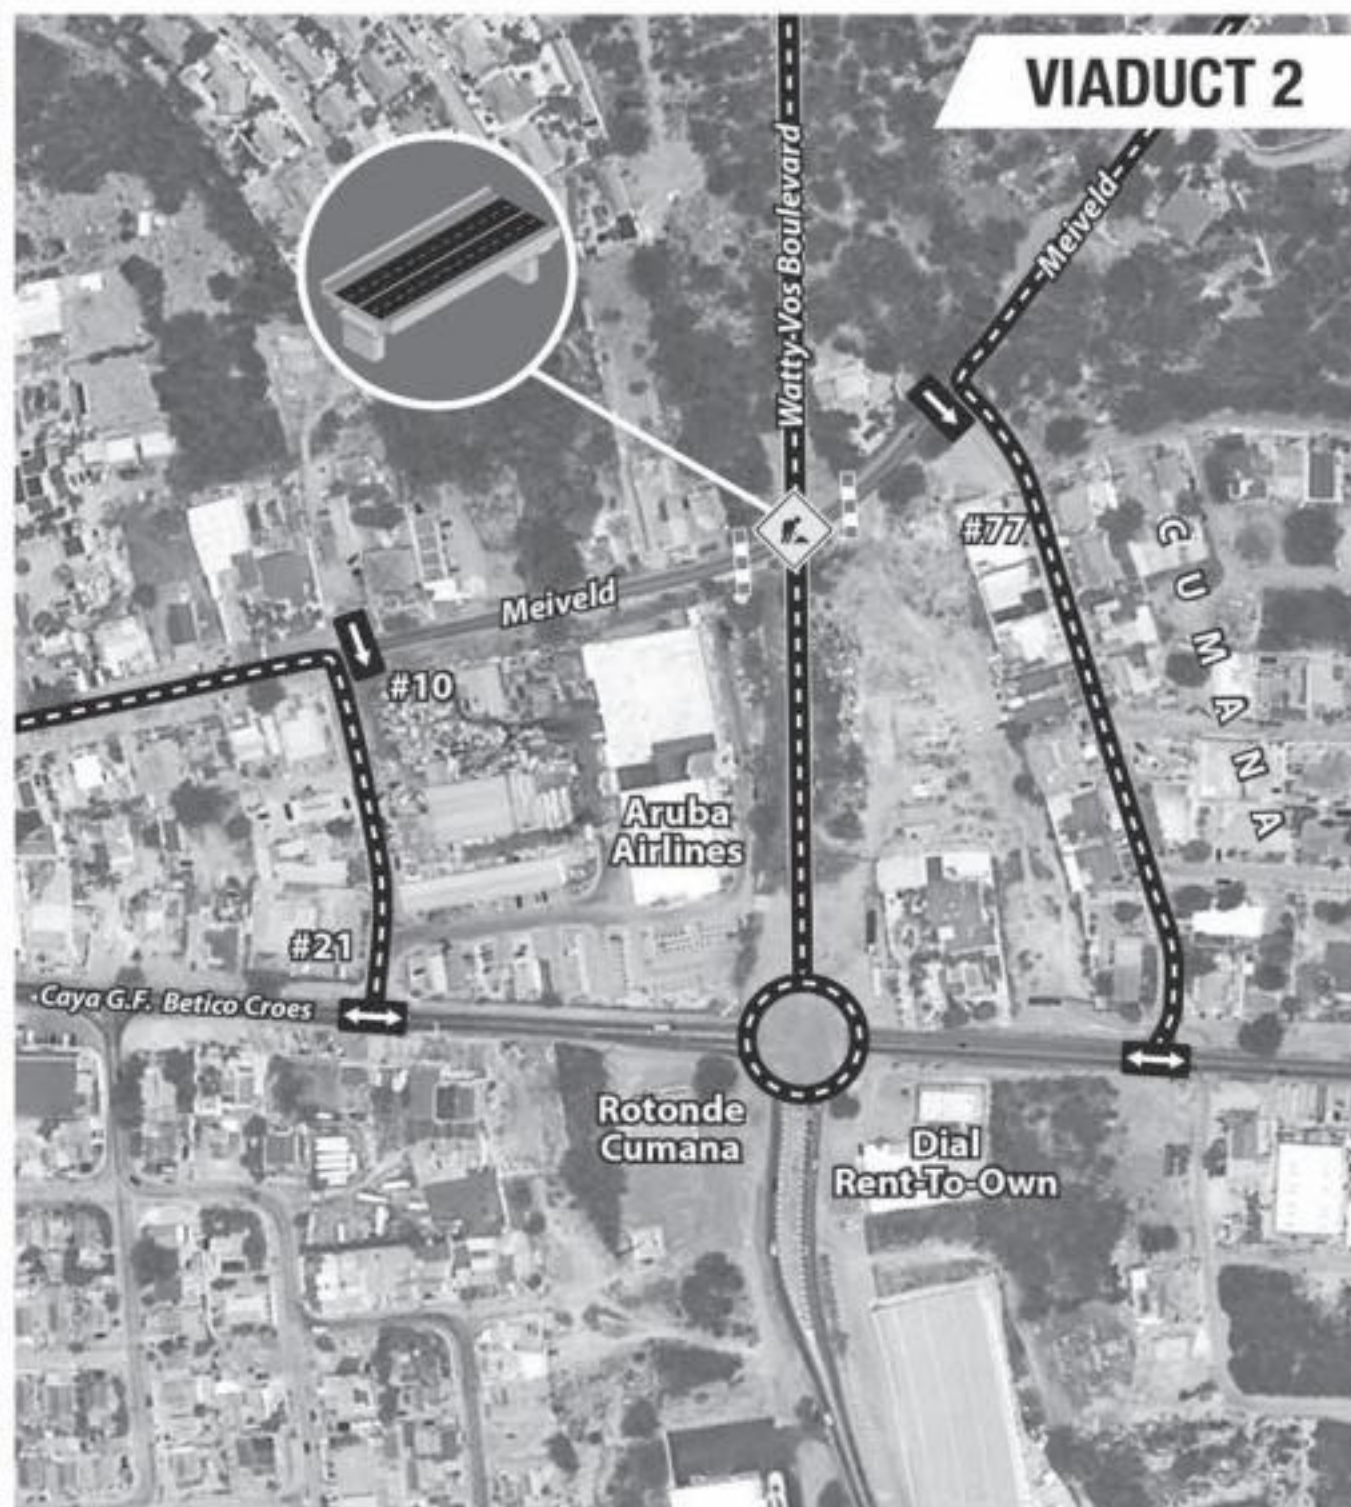 VIADUCT 2
Watty Vos Boulevard
Meiveld
#77
CUMANA
Meiveld
#10
Aruba
Airlines
#21
Caya G.F. Betico Croes
Rotonde
Cumana
Dial
Rent-To-Own